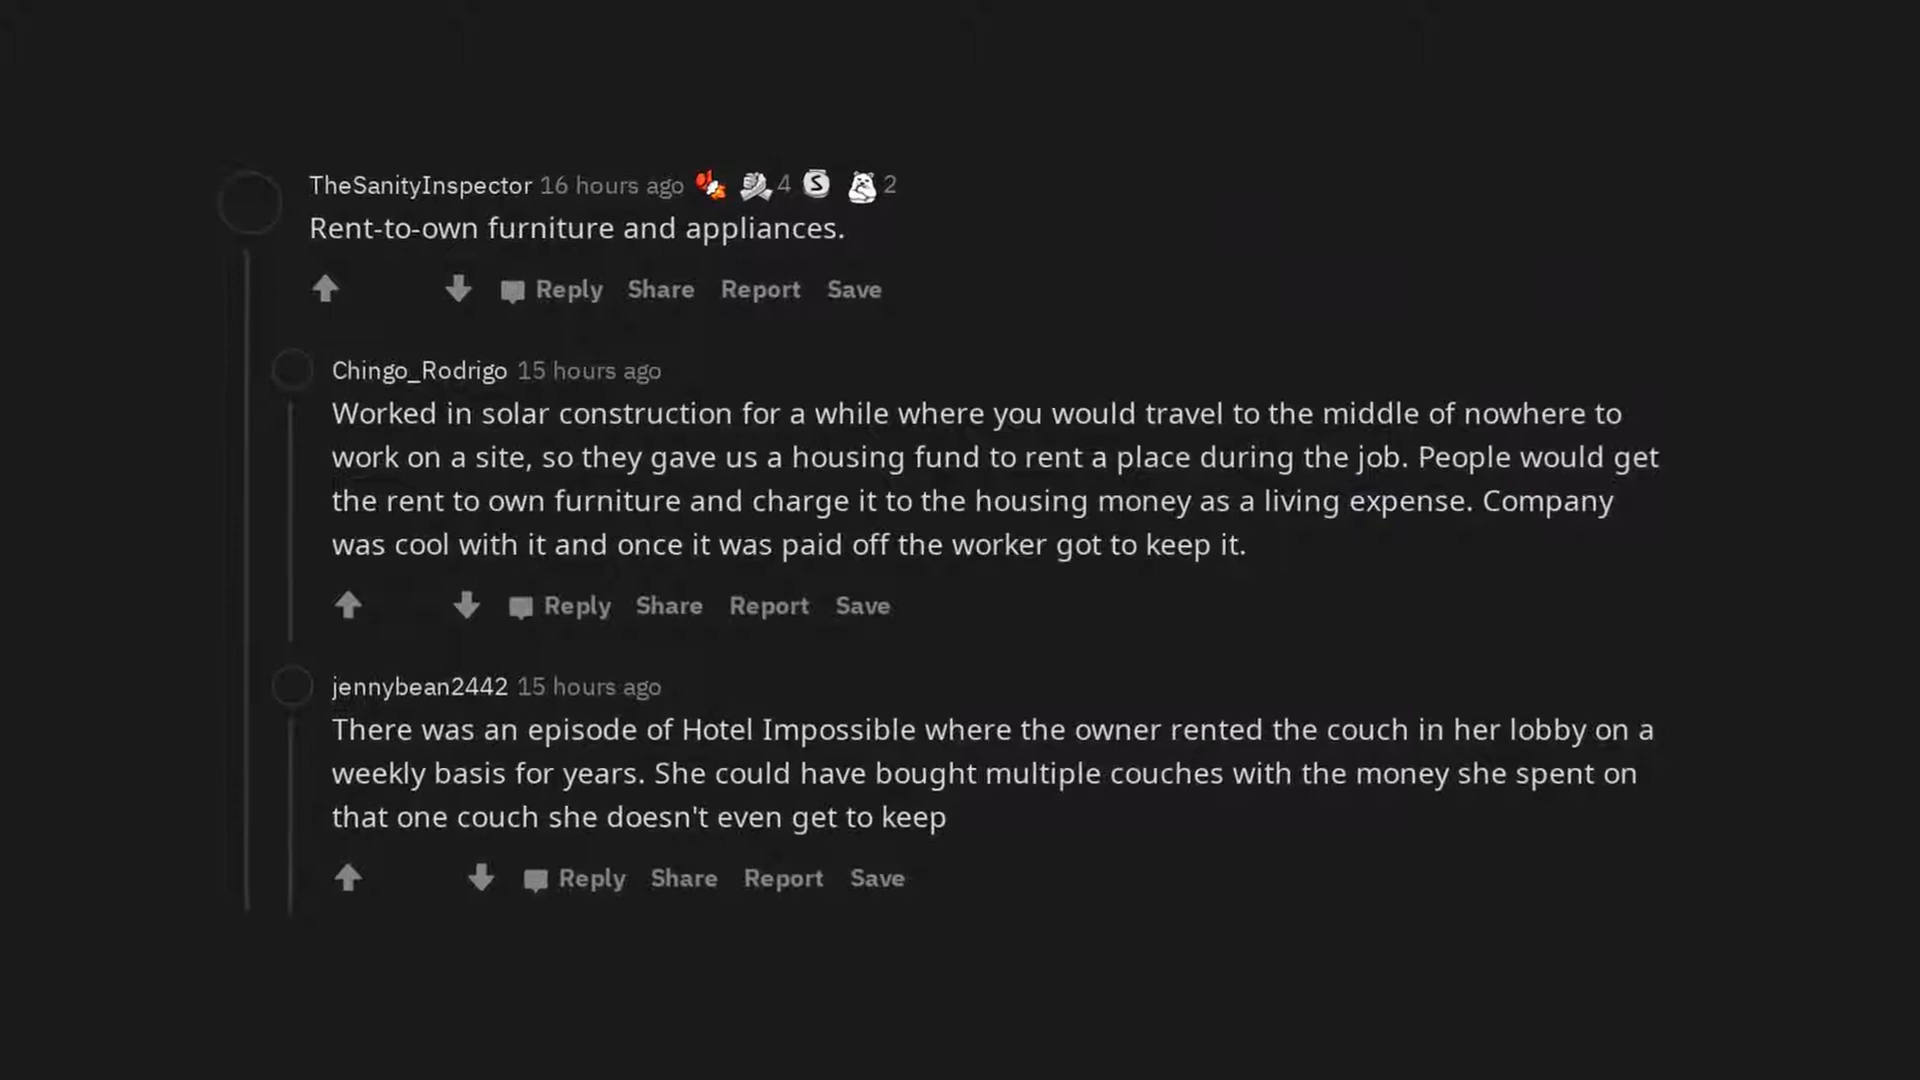 TheSanityInspector 16 hours ago 4 S 2
Rent-to-own furniture and appliances.
Reply Share Report Save
Chingo_Rodrigo 15 hours ago
Worked in solar construction for a while where you would travel to the middle of nowhere to
work on a site, so they gave us a housing fund to rent a place during the job. People would get
the rent to own furniture and charge it to the housing money as a living expense. Company
was cool with it and once it was paid off the worker got to keep it.
Reply Share Report Save
jennybean2442 15 hours ago
There was an episode of Hotel Impossible where the owner rented the couch in her lobby on a
weekly basis for years. She could have bought multiple couches with the money she spent on
that one couch she doesn't even get to keep
Reply Share Report Save